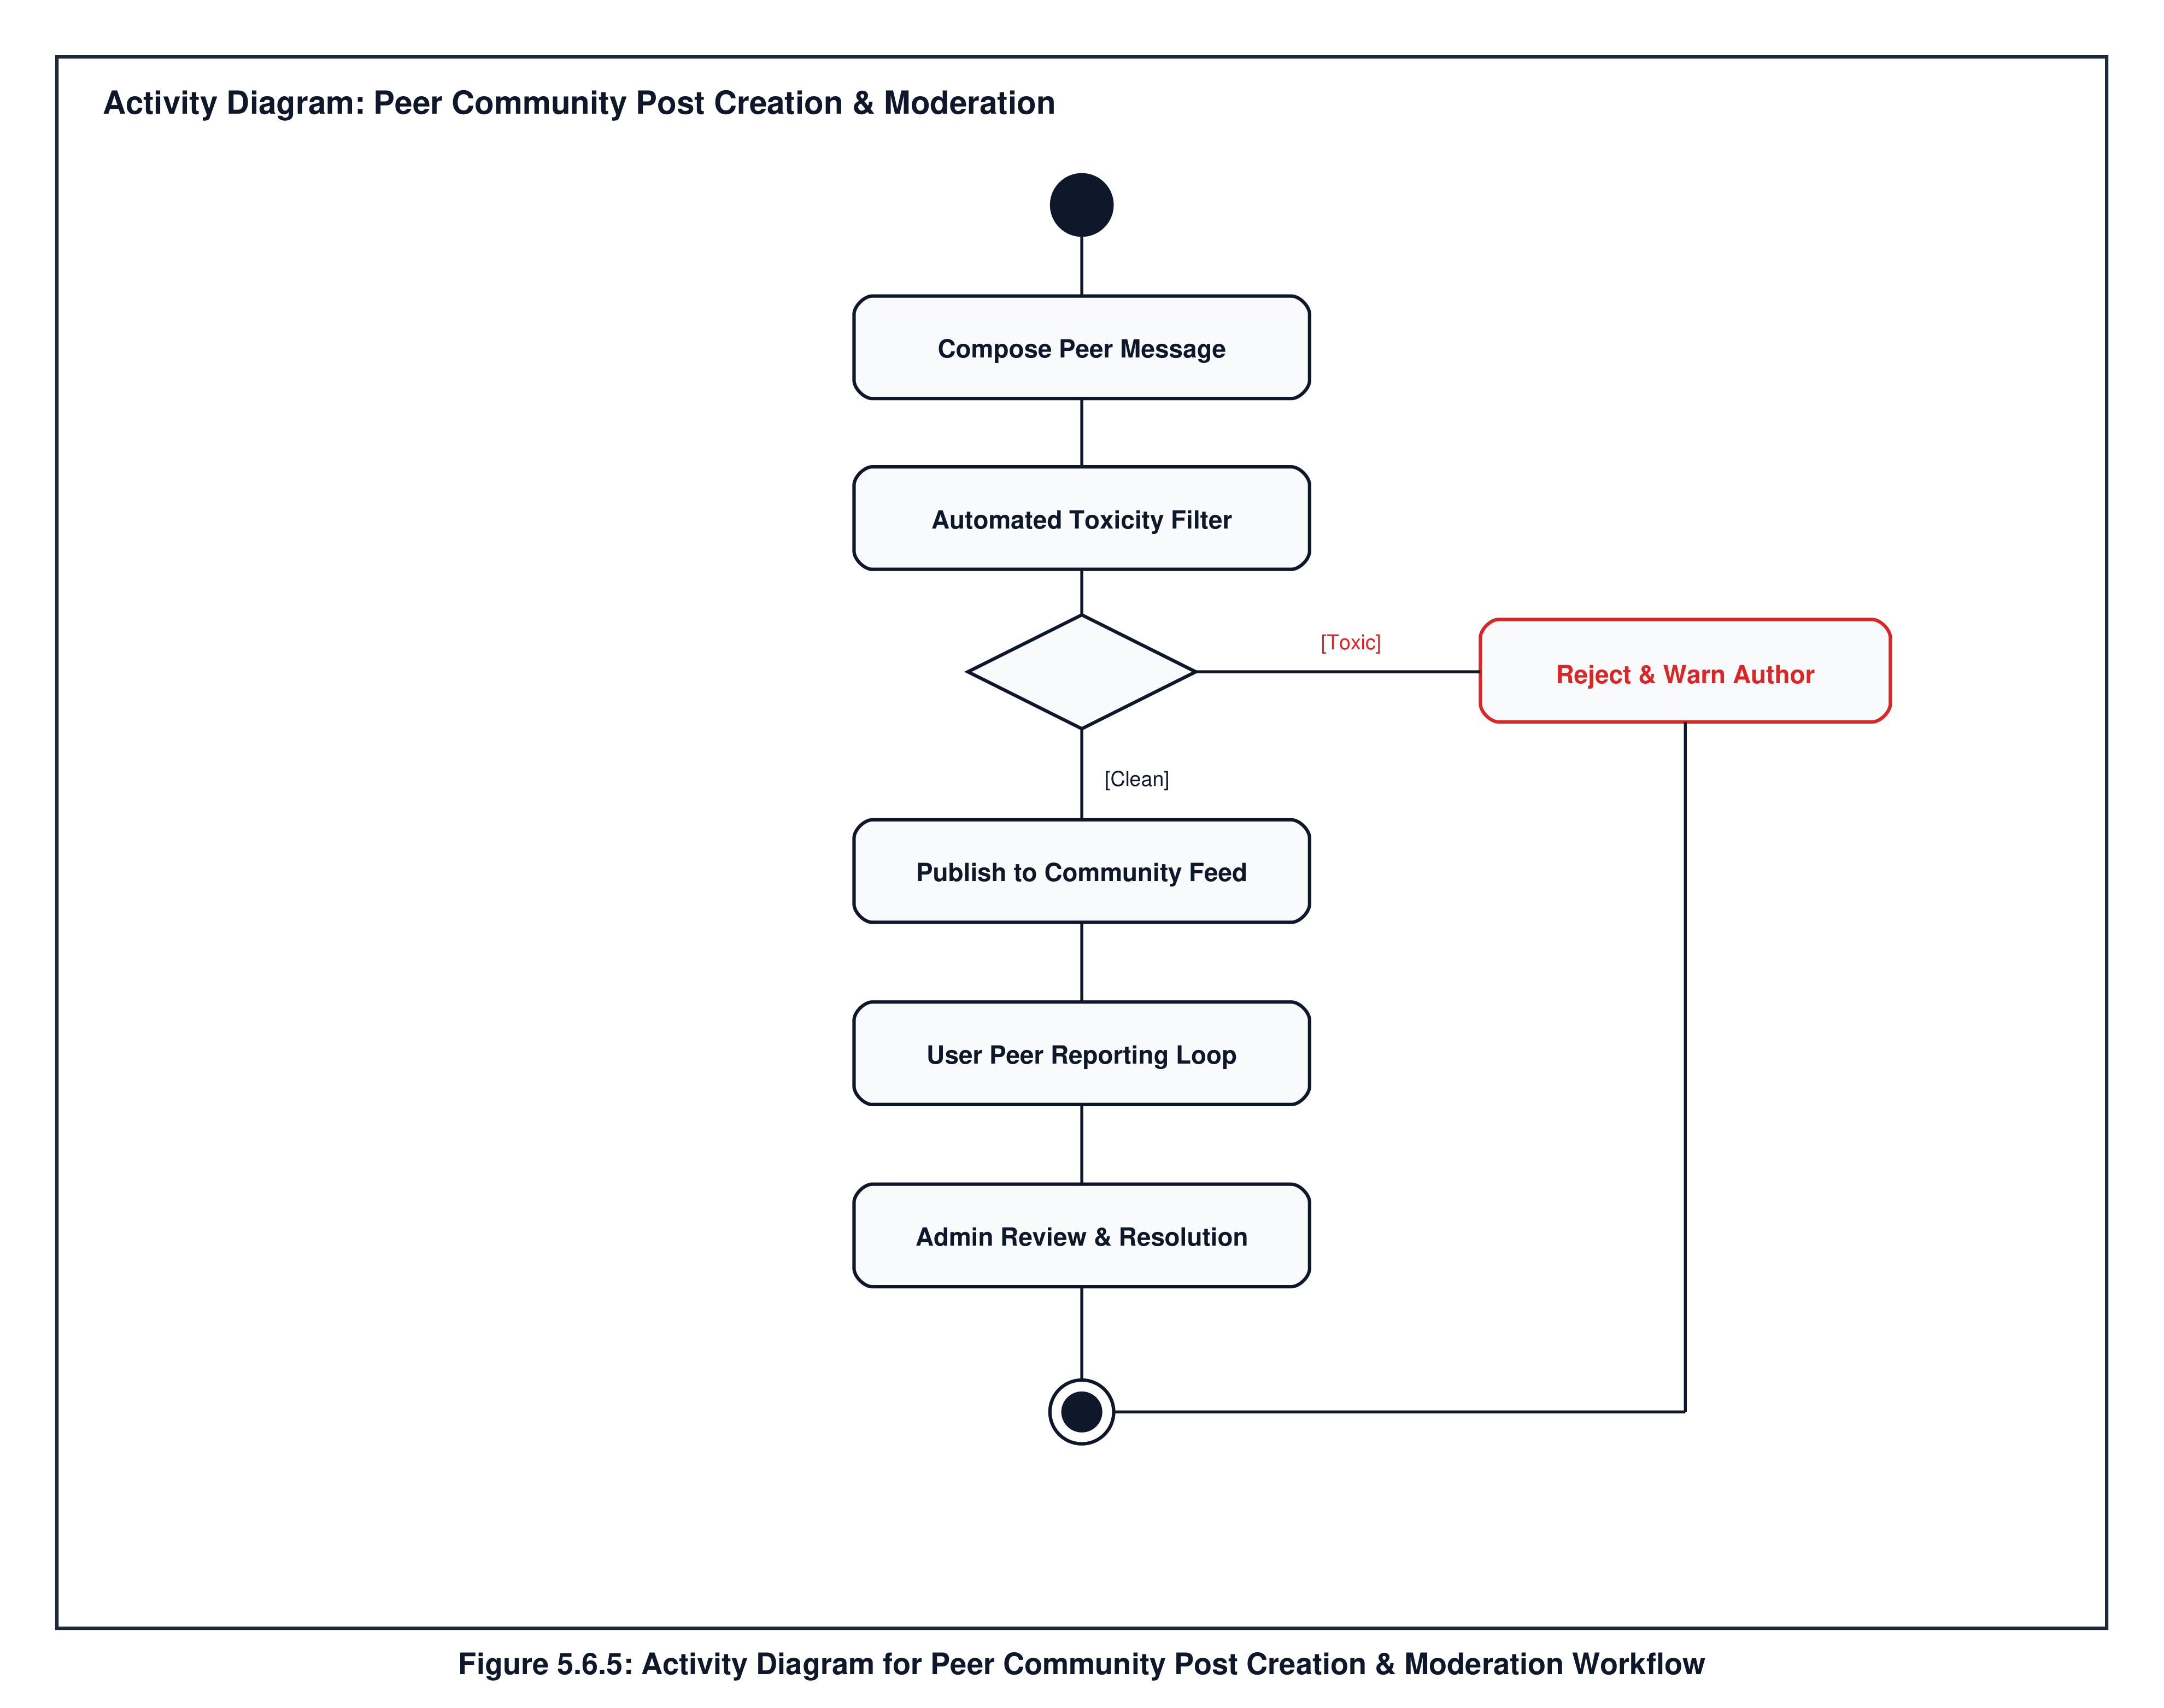 Activity Diagram: Peer Community Post Creation & Moderation
Compose Peer Message
Automated Toxicity Filter
[Toxic]
Reject & Warn Author
[Clean]
Publish to Community Feed
User Peer Reporting Loop
Admin Review & Resolution
Figure 5.6.5: Activity Diagram for Peer Community Post Creation & Moderation Workflow